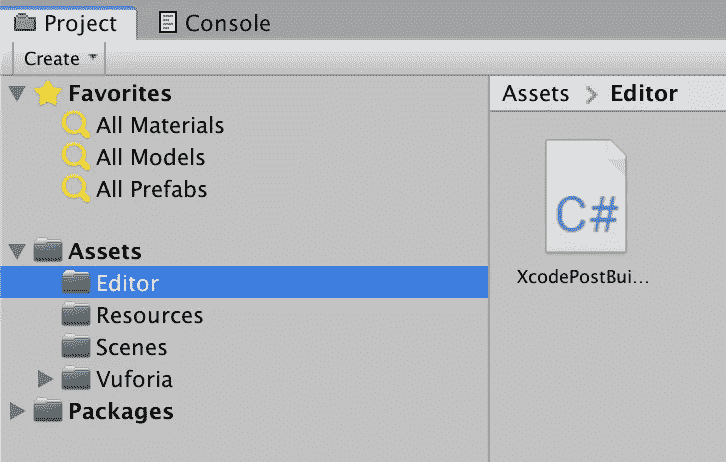 Project Console
Create
Favorites
All Materials
All Models
All Prefabs
Assets
Editor
Resources
Scenes
Vuforia
Packages
Assets > Editor
C#
XcodePostBui...